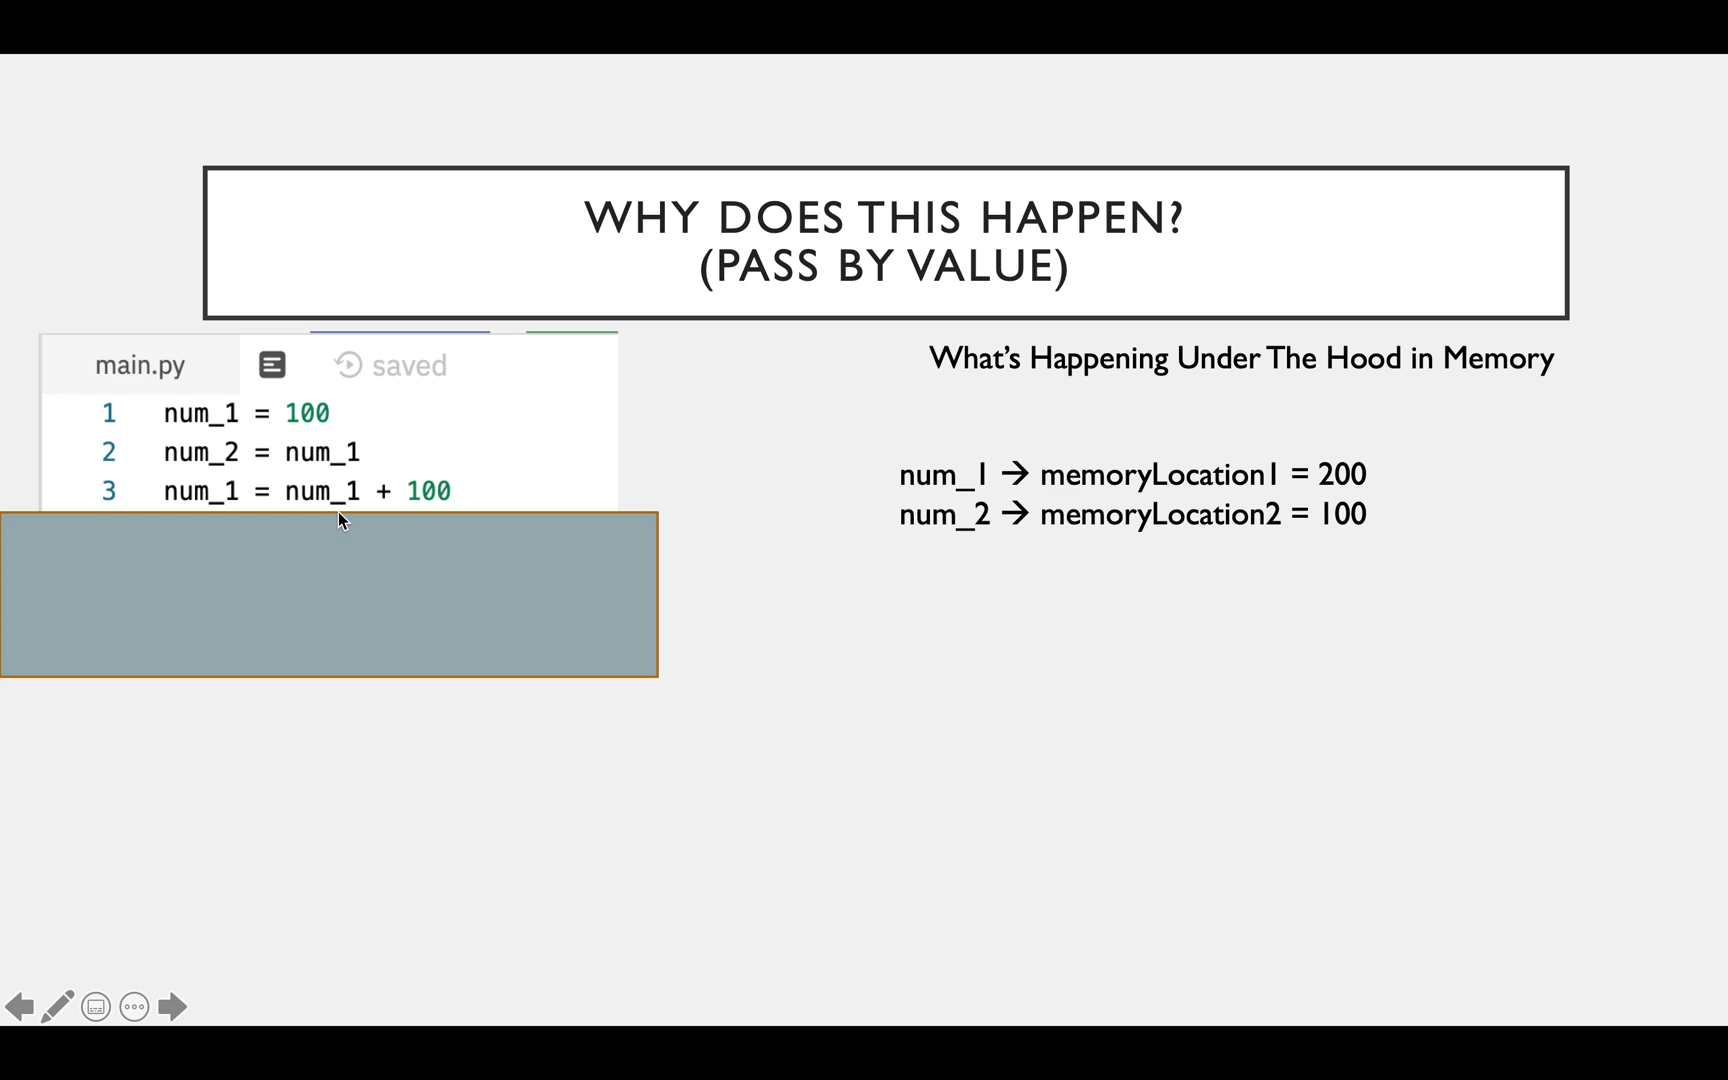 WHY DOES THIS HAPPEN?
(PASS BY VALUE)
main.py saved
1 num_1 = 100
2 num_2 = num_1
3 num_1 = num_1 + 100
What's Happening Under The Hood in Memory
num_1 → memoryLocation1 = 200
num_2 → memoryLocation2 = 100